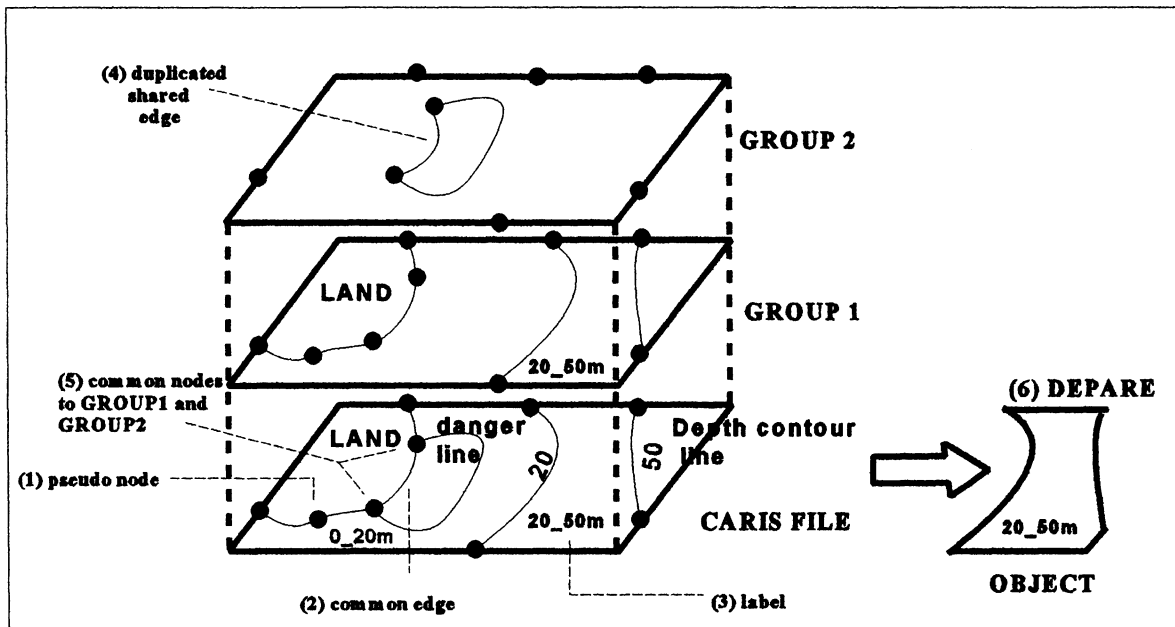 (4) duplicated
shared
edge
GROUP 2
LAND
GROUP 1
20_50m
(5) common nodes
to GROUP1 and
GROUP2
(6) DEPARE
LAND
danger
line
Depth contour
line
20
50
(1) pseudo node
0_20m
20_50m
CARIS FILE
20_50m
OBJECT
(2) common edge
(3) label